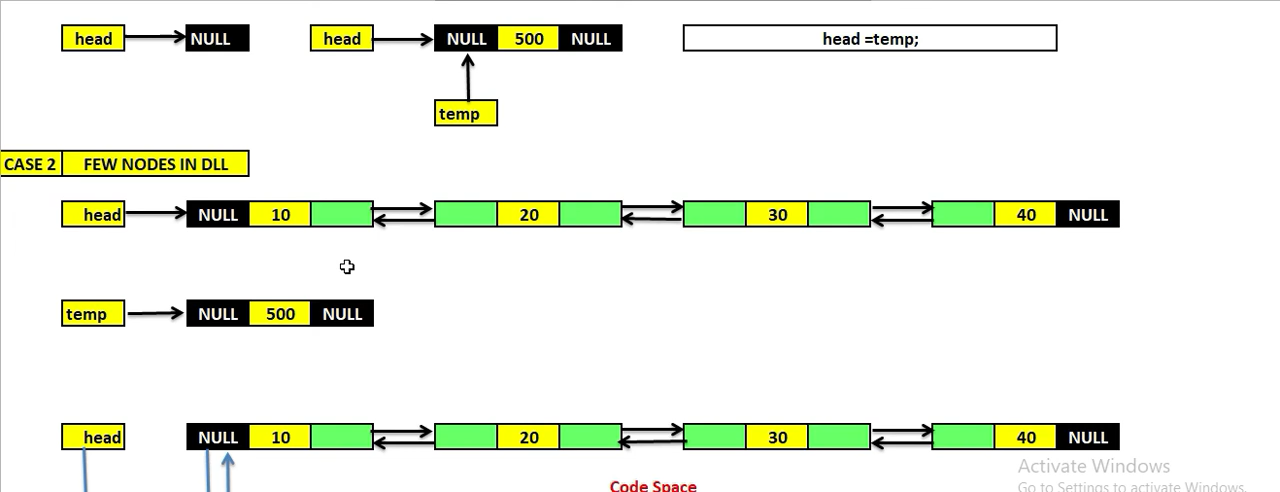 head NULL head NULL 500 NULL head =temp;
temp
CASE 2 FEW NODES IN DLL
head NULL 10 20 30 40 NULL
temp NULL 500 NULL
head NULL 10 20 30 40 NULL
Activate Windows
Code Space Go to Settings to activate Windows.